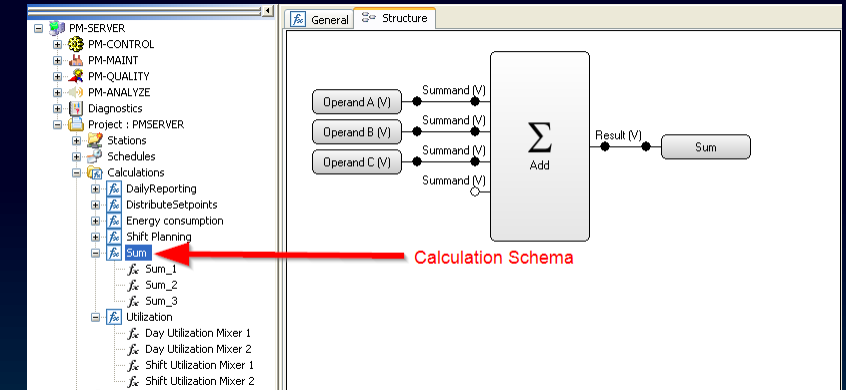 PM-SERVER
PM-CONTROL
PM-MAINT
PM-QUALITY
PM-ANALYZE
Diagnostics
Project : PMSERVER
Stations
Schedules
Calculations
DailyReporting
DistributeSetpoints
Energy consumption
Shift Planning
Sum
Sum_1
Sum_2
Sum_3
Utilization
Day Utilization Mixer 1
Day Utilization Mixer 2
Shift Utilization Mixer 1
Shift Utilization Mixer 2
General Structure
Operand A (V) Summand (V)
Operand B (V) Summand (V)
Operand C (V) Summand (V)
Summand (V)
Σ
Add
Result (V)
Sum
Calculation Schema